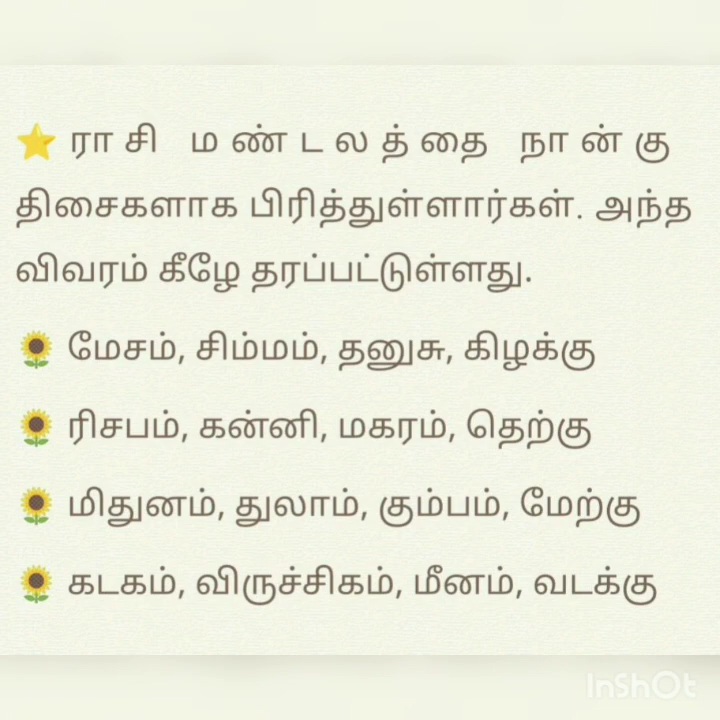 ⭐ ராசி மண்டலத்தை நான்கு
திசைகளாக பிரித்துள்ளார்கள். அந்த
விவரம் கீழே தரப்பட்டுள்ளது.
🌻 மேசம், சிம்மம், தனுசு, கிழக்கு
🌻 ரிசபம், கன்னி, மகரம், தெற்கு
🌻 மிதுனம், துலாம், கும்பம், மேற்கு
🌻 கடகம், விருச்சிகம், மீனம், வடக்கு
InShOt